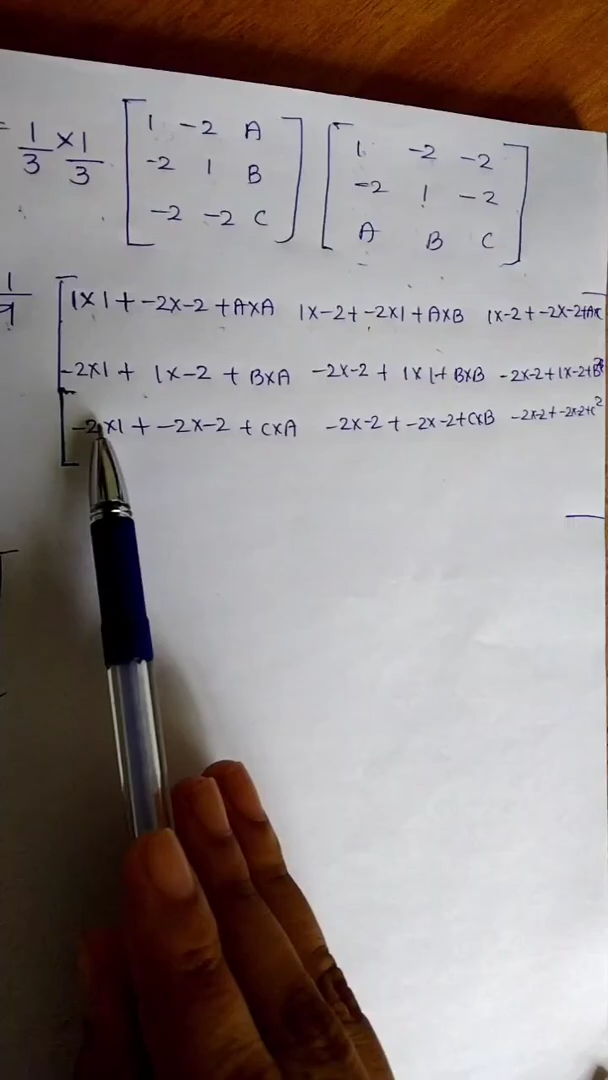 = 1/3 × 1/3 [1 -2 A [1 -2 -2
-2 1 B -2 1 -2
-2 -2 C] A B C]
1/9 [1×1 + -2×-2 + A×A 1×-2 + -2×1 + A×B 1×-2 + -2×-2 + AC
-2×1 + 1×-2 + B×A -2×-2 + 1×1 + B×B -2×-2 + 1×-2 + B
-2×1 + -2×-2 + C×A -2×-2 + -2×-2 + C×B -2×-2 + -2×-2 + C²